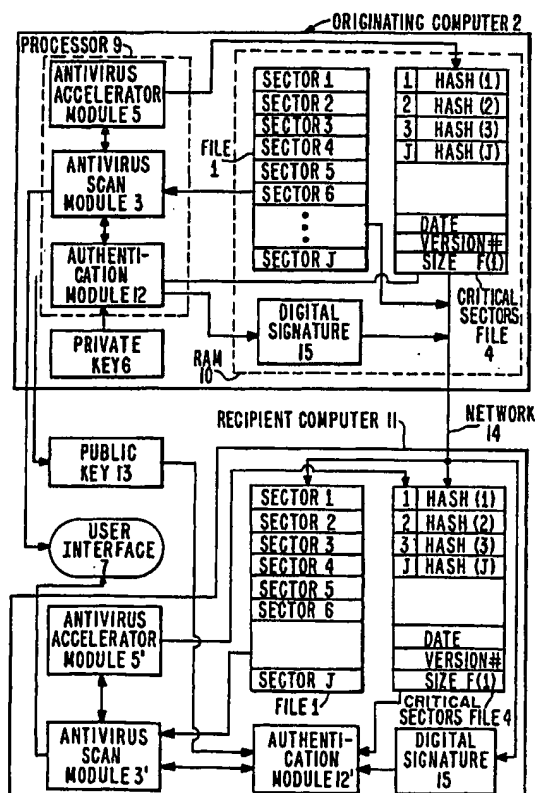 ORIGINATING COMPUTER 2
PROCESSOR 9
ANTIVIRUS
ACCELERATOR
MODULE 5
ANTIVIRUS
SCAN
MODULE 3
AUTHENTI-
CATION
MODULE 12
PRIVATE
KEY 6
FILE
1
SECTOR 1
SECTOR 2
SECTOR 3
SECTOR 4
SECTOR 5
SECTOR 6
SECTOR J
1 HASH (1)
2 HASH (2)
3 HASH (3)
J HASH (J)
DATE
VERSION#
SIZE F(1)
CRITICAL
SECTORS
FILE
4
DIGITAL
SIGNATURE
15
RAM
10
NETWORK
14
RECIPIENT COMPUTER 11
PUBLIC
KEY 13
USER
INTERFACE
7
ANTIVIRUS
ACCELERATOR
MODULE 5'
ANTIVIRUS
SCAN
MODULE 3'
SECTOR 1
SECTOR 2
SECTOR 3
SECTOR 4
SECTOR 5
SECTOR 6
SECTOR J
FILE 1
1 HASH (1)
2 HASH (2)
3 HASH (3)
J HASH (J)
DATE
VERSION#
SIZE F(1)
CRITICAL
SECTORS FILE 4
AUTHENTI-
CATION
MODULE 12'
DIGITAL
SIGNATURE
15